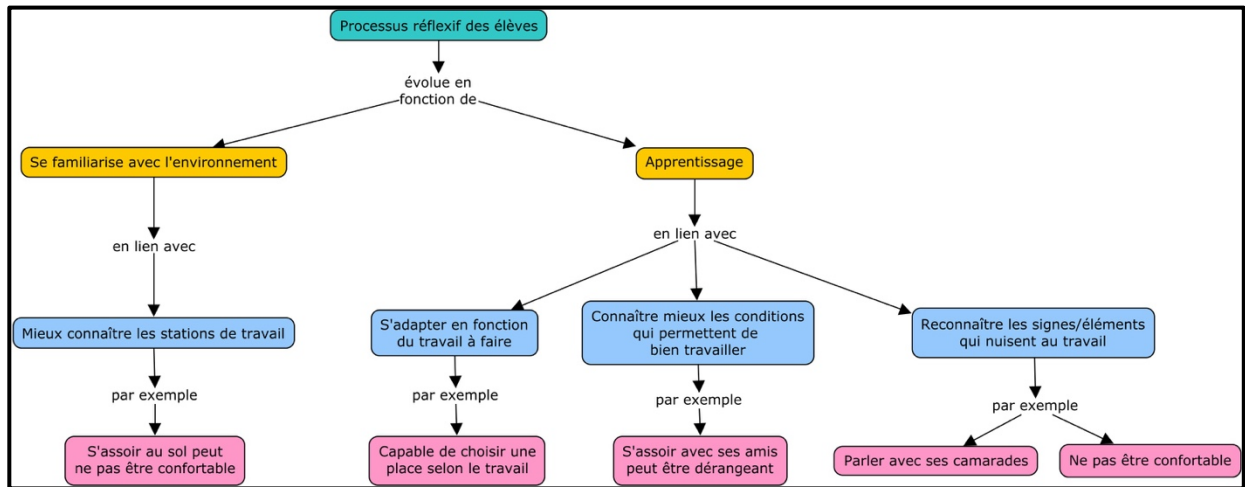 Processus réflexif des élèves
évolue en
fonction de
Se familiarise avec l'environnement
Apprentissage
en lien avec
en lien avec
Mieux connaître les stations de travail
S'adapter en fonction
du travail à faire
Connaître mieux les conditions
qui permettent de
bien travailler
Reconnaître les signes/éléments
qui nuisent au travail
par exemple
par exemple
par exemple
par exemple
S'assoir au sol peut
ne pas être confortable
Capable de choisir une
place selon le travail
S'assoir avec ses amis
peut être dérangeant
Parler avec ses camarades
Ne pas être confortable